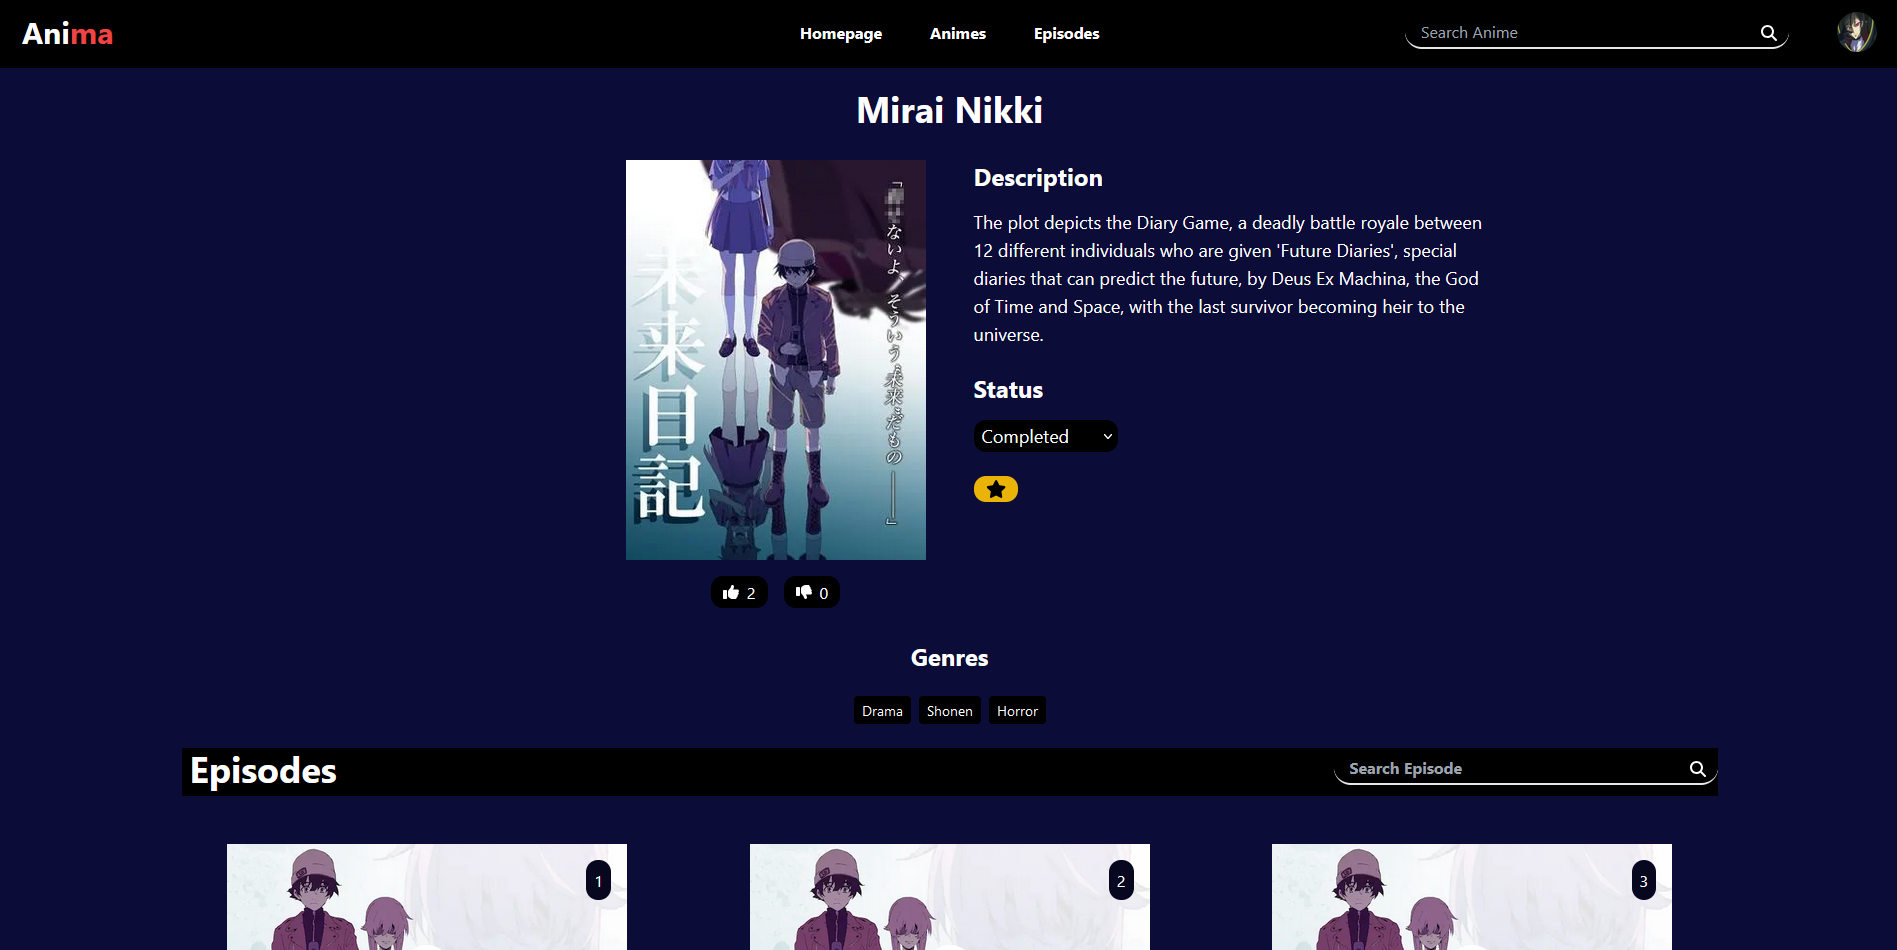 Anima
Homepage
Animes
Episodes
Search Anime
Mirai Nikki
未来日記
ないよ、そういう未来だもの――」
Description
The plot depicts the Diary Game, a deadly battle royale between
12 different individuals who are given 'Future Diaries', special
diaries that can predict the future, by Deus Ex Machina, the God
of Time and Space, with the last survivor becoming heir to the
universe.
Status
Completed
2
0
Genres
Drama
Shonen
Horror
Episodes
Search Episode
1
2
3